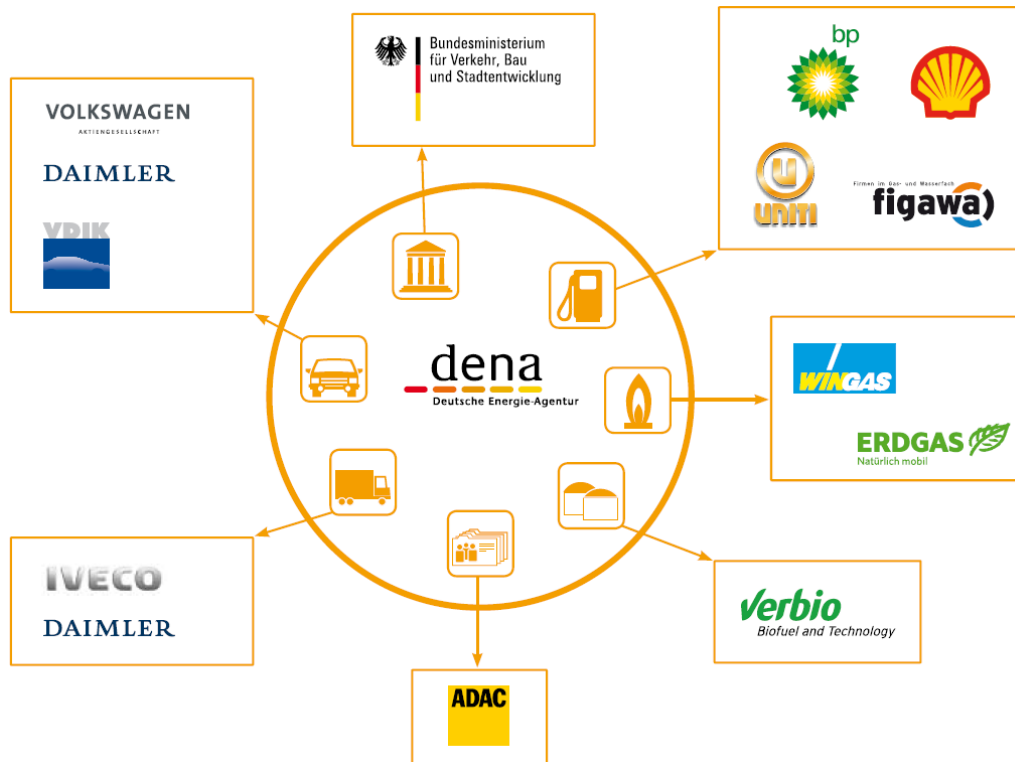 Bundesministerium
für Verkehr, Bau
und Stadtentwicklung
bp
VOLKSWAGEN
AKTIENGESELLSCHAFT
DAIMLER
VDIK
U
UNITI
Firmen im Gas- und Wasserfach
figawa
dena
Deutsche Energie-Agentur
WINGAS
ERDGAS
Natürlich mobil
IVECO
DAIMLER
Verbio
Biofuel and Technology
ADAC